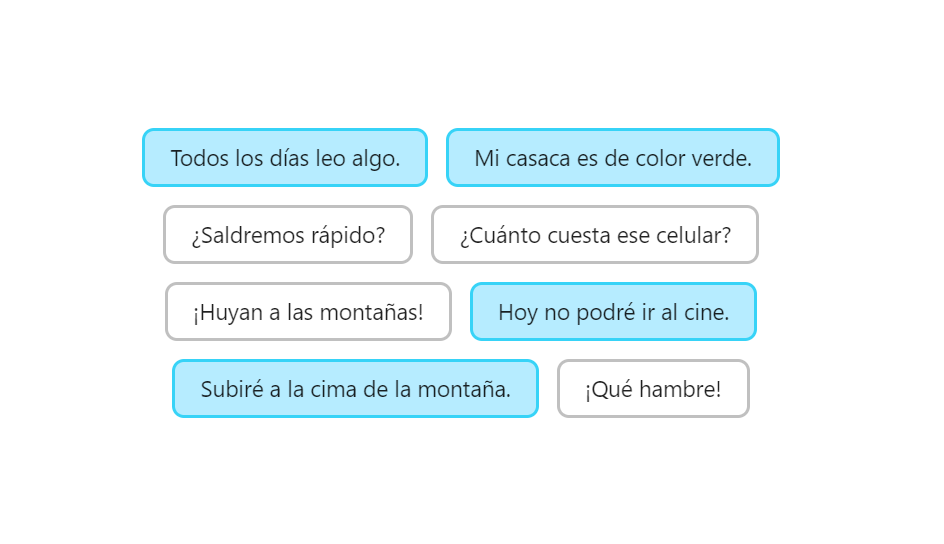 Todos los días leo algo.
Mi casaca es de color verde.
¿Saldremos rápido?
¿Cuánto cuesta ese celular?
¡Huyan a las montañas!
Hoy no podré ir al cine.
Subiré a la cima de la montaña.
¡Qué hambre!